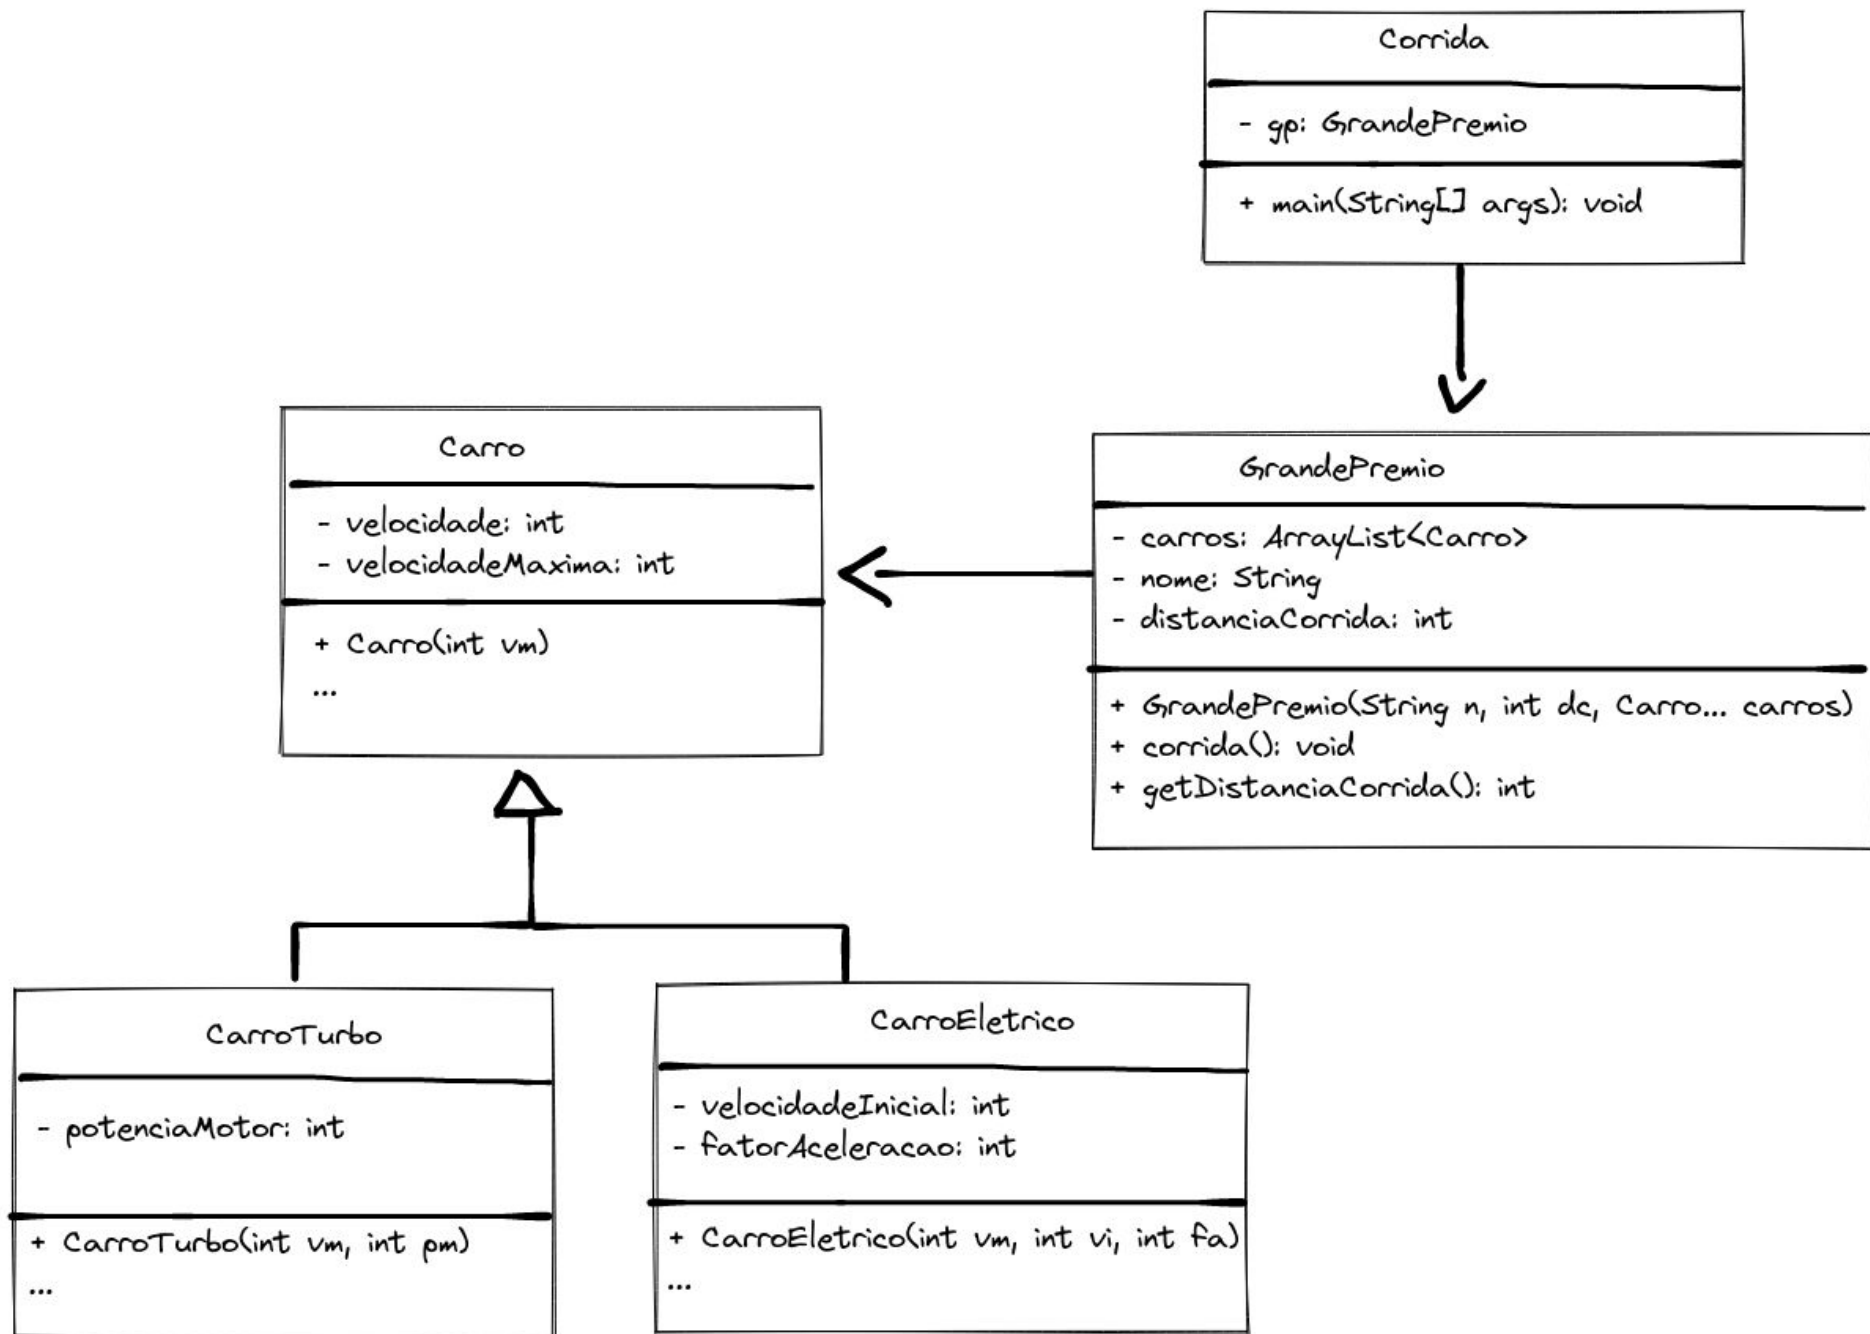 Corrida
- gp: GrandePremio
+ main(String[] args): void
Carro
- velocidade: int
- velocidadeMaxima: int
+ Carro(int vm)
...
GrandePremio
- carros: ArrayList<Carro>
- nome: String
- distanciaCorrida: int
+ GrandePremio(String n, int dc, Carro... carros)
+ corrida(): void
+ getDistanciaCorrida(): int
CarroTurbo
- potenciaMotor: int
+ CarroTurbo(int vm, int pm)
...
CarroEletrico
- velocidadeInicial: int
- fatorAceleracao: int
+ CarroEletrico(int vm, int vi, int fa)
...